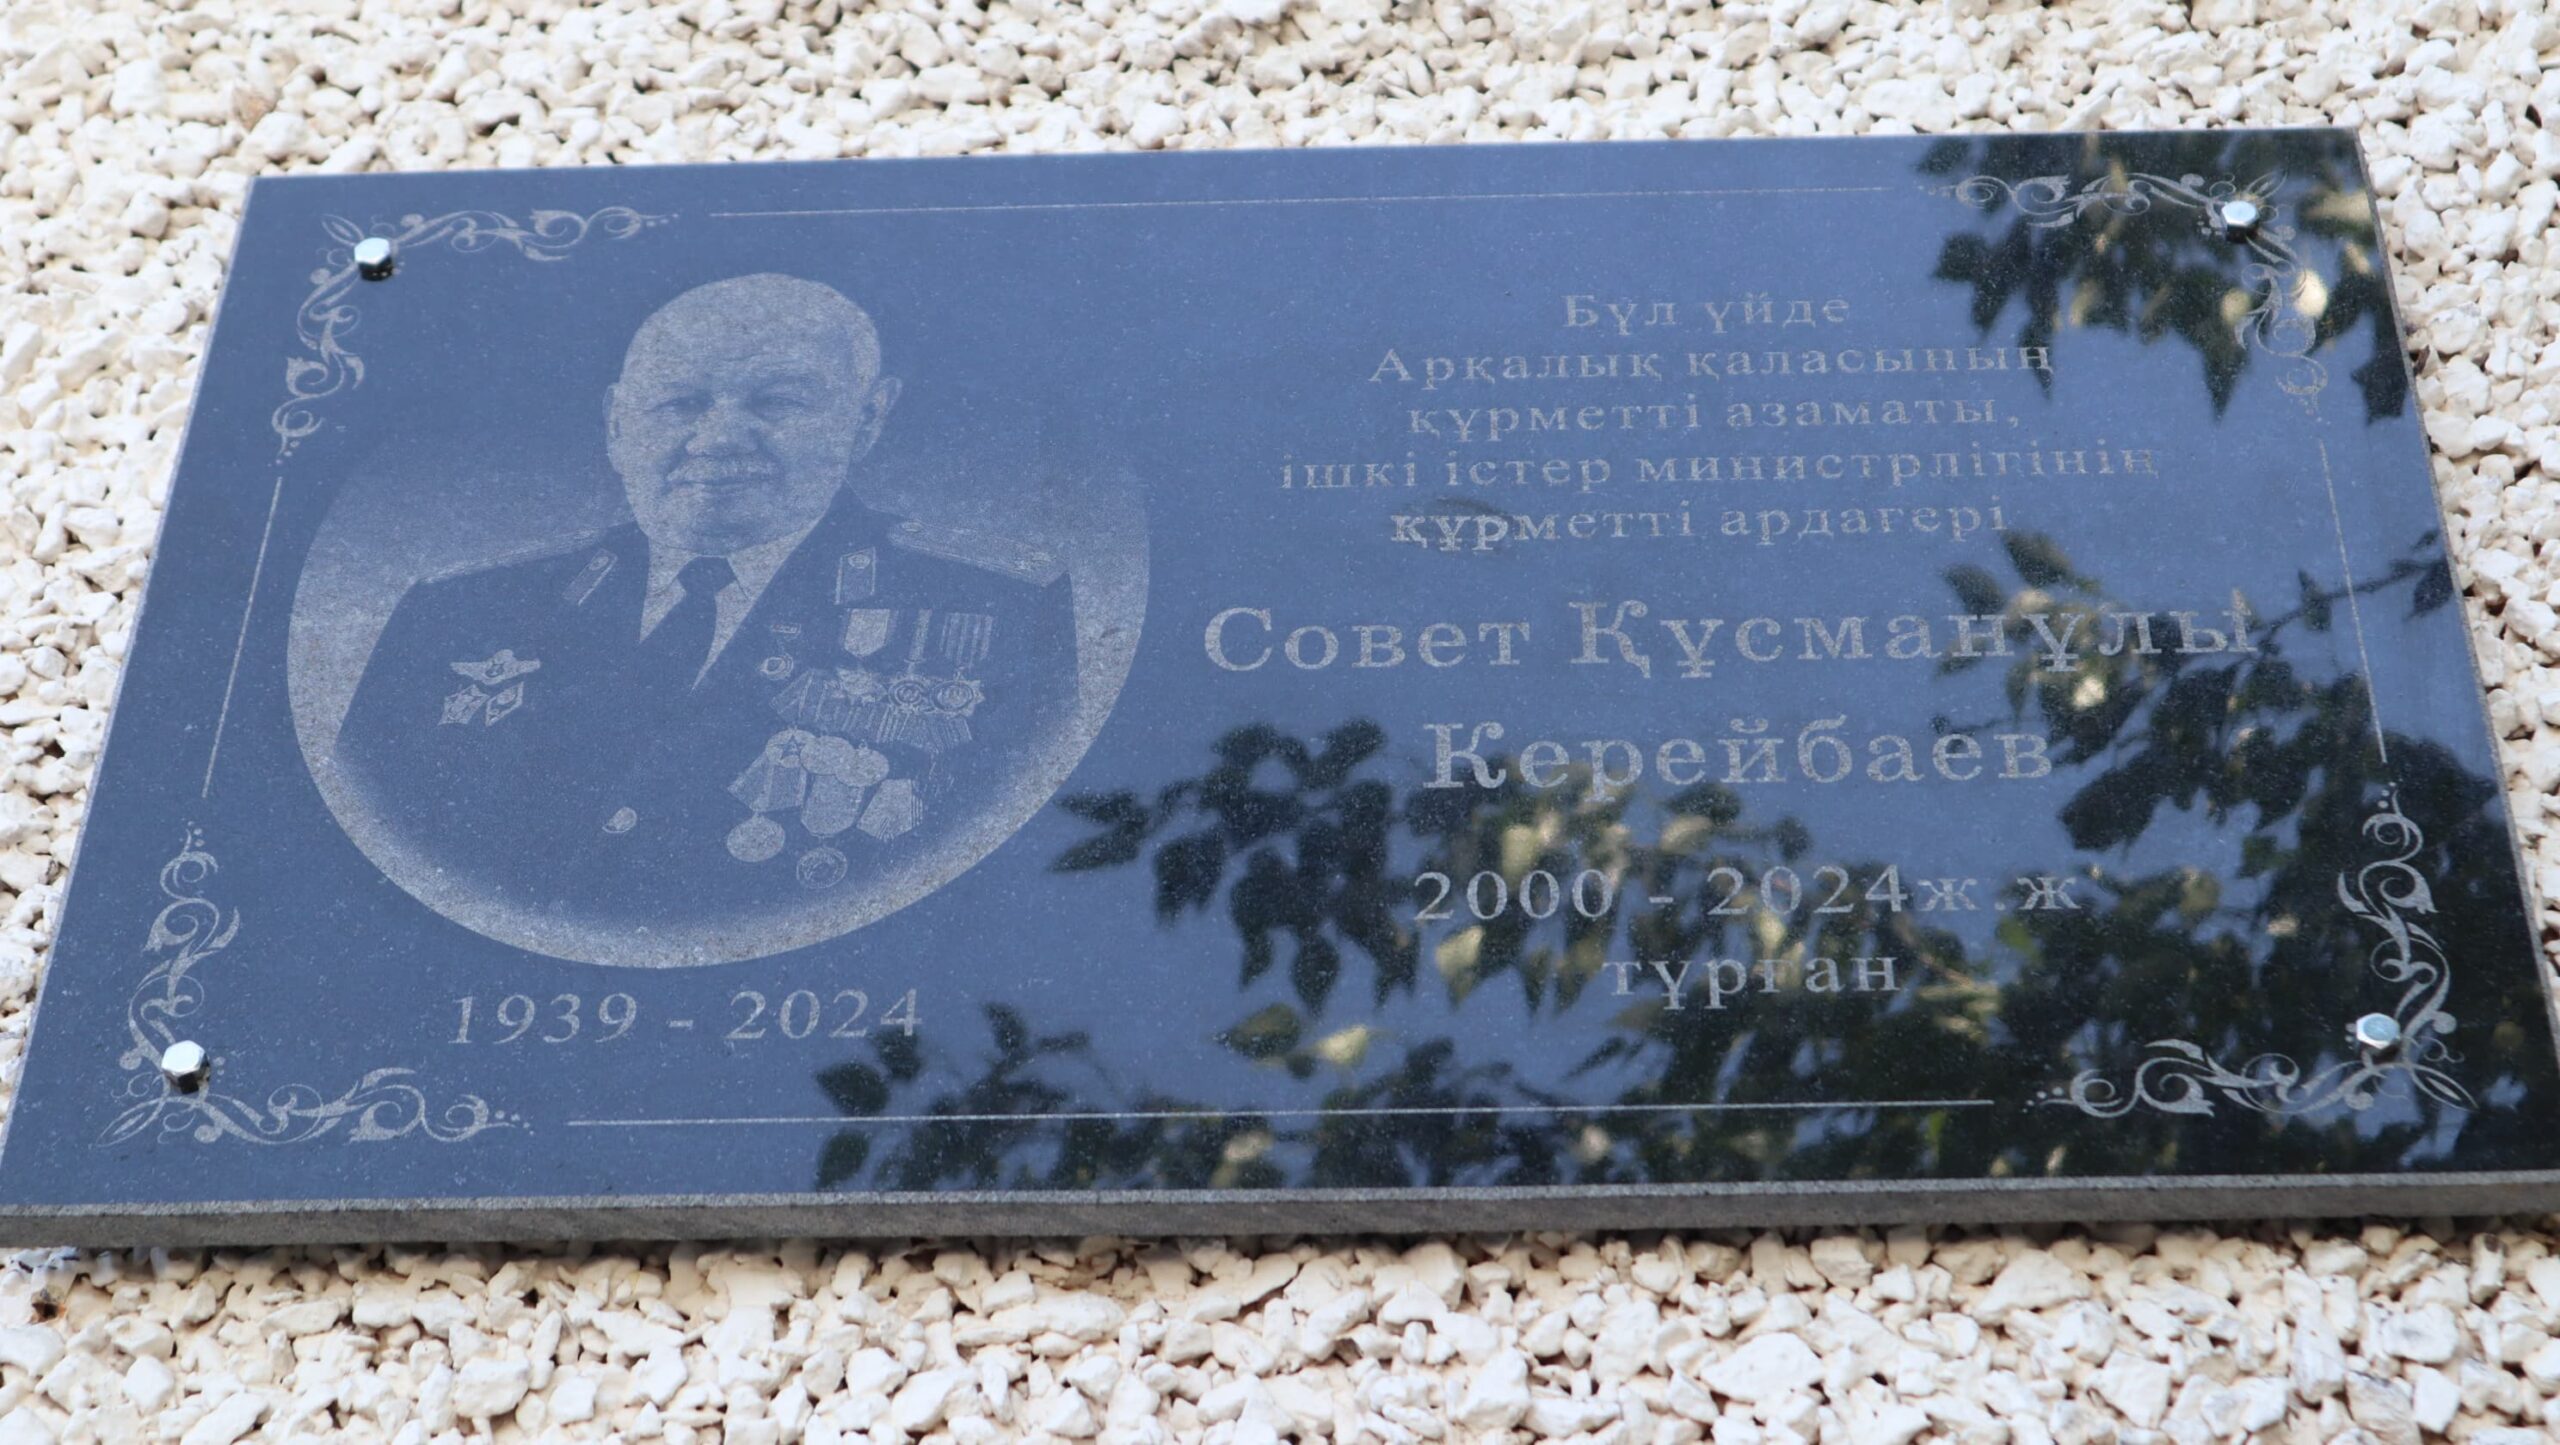 Бұл үйде
Арқалық қаласының
құрметті азаматы,
ішкі істер министрлігінің
құрметті ардагері
Совет Құсманұлы
Керейбаев
2000 - 2024ж.ж
тұрған
1939 - 2024